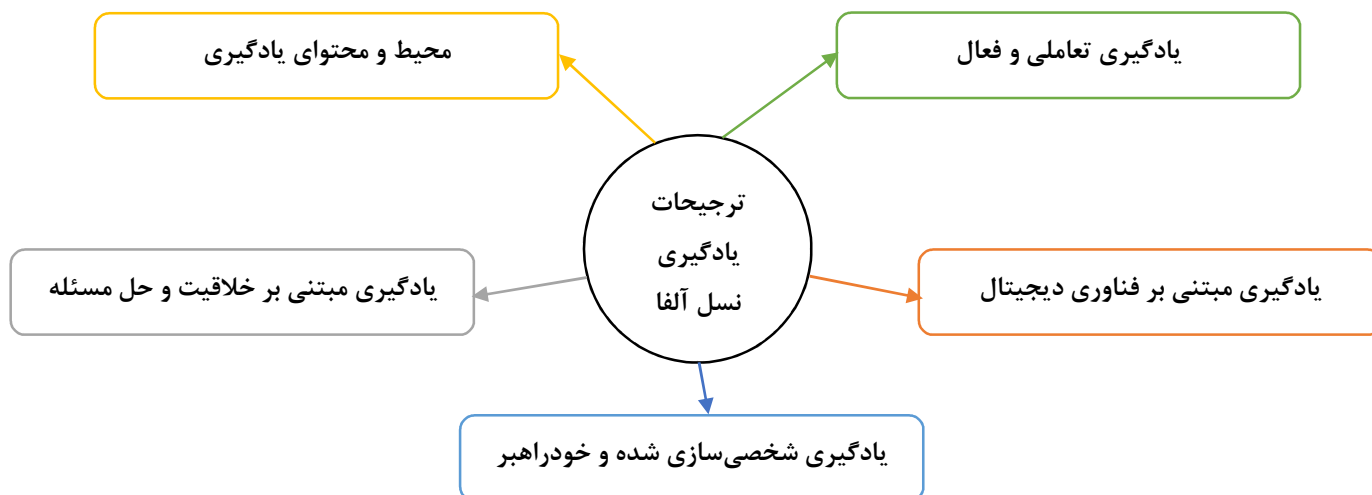 یادگیری تعاملی و فعال
محیط و محتوای یادگیری
ترجیحات
یادگیری
نسل آلفا
یادگیری مبتنی بر فناوری دیجیتال
یادگیری مبتنی بر خلاقیت و حل مسئله
یادگیری شخصی‌سازی شده و خودراهبر